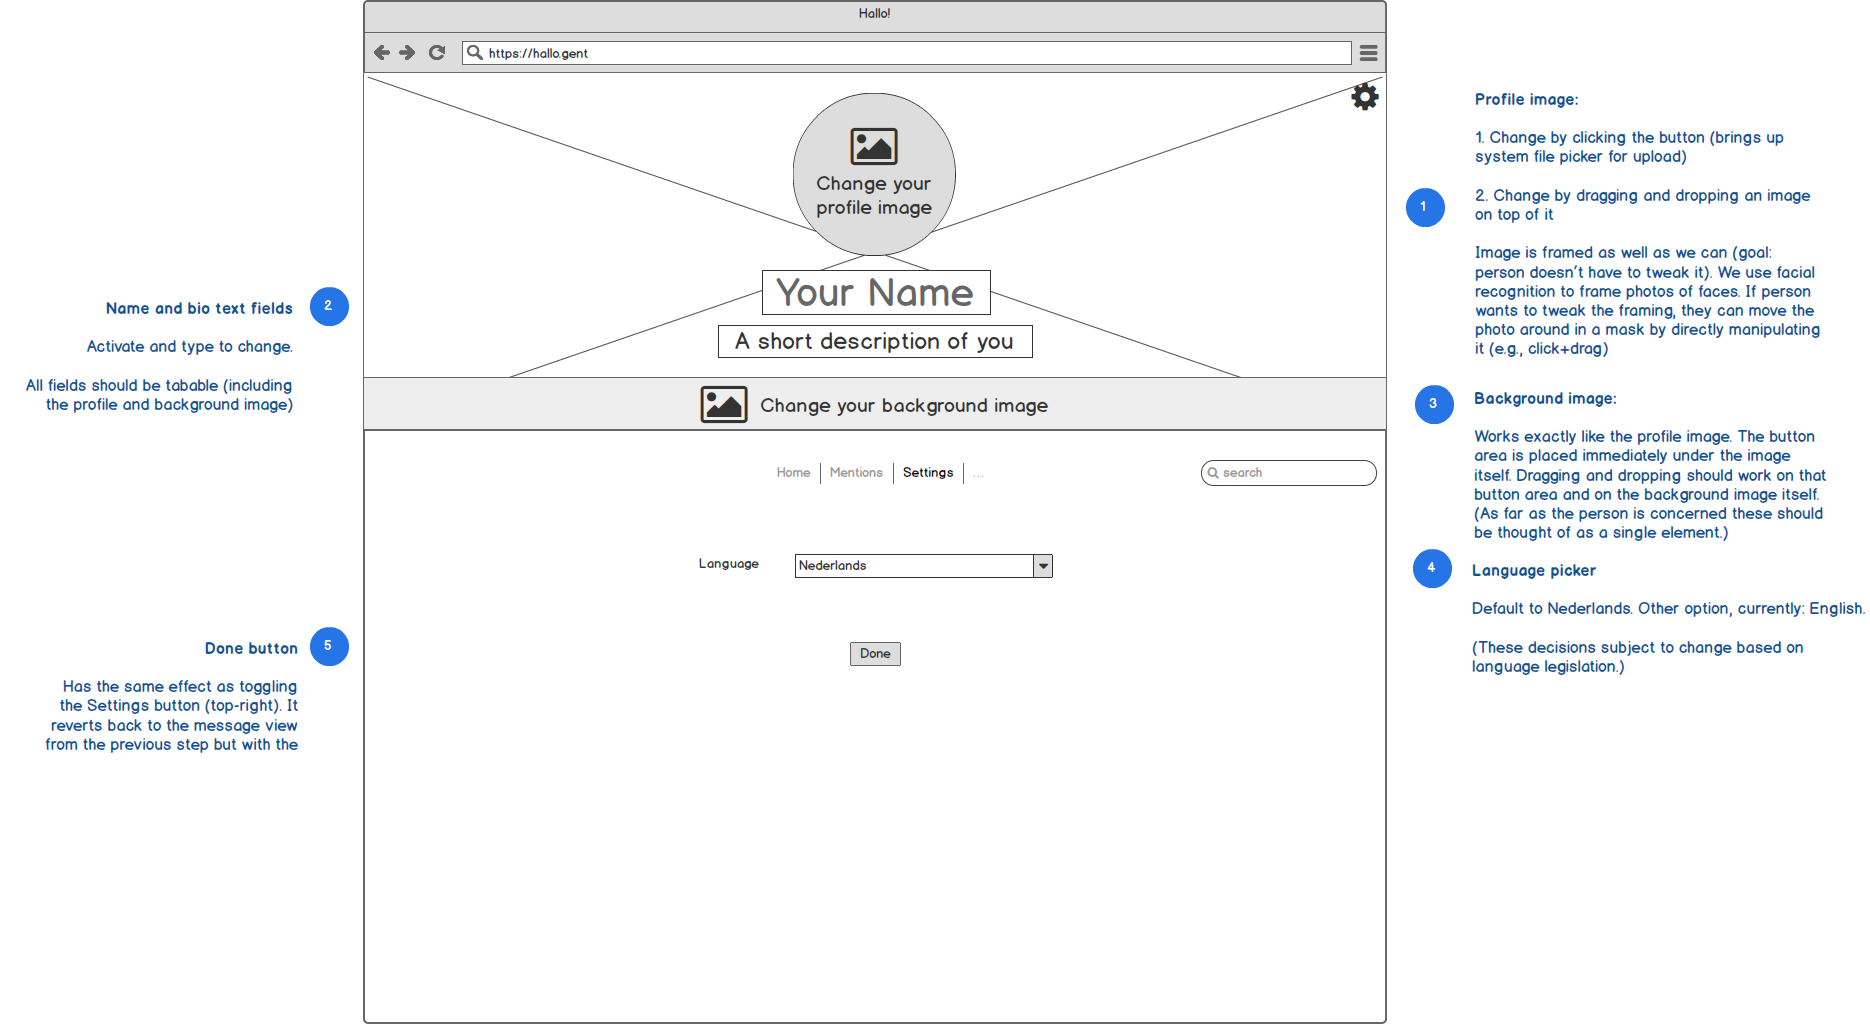 Hallo!
https://hallo.gent
Change your
profile image
Your Name
A short description of you
Change your background image
Home
Mentions
Settings
...
search
Language
Nederlands
Done
1
Profile image:
1. Change by clicking the button (brings up
system file picker for upload)
2. Change by dragging and dropping an image
on top of it
Image is framed as well as we can (goal:
person doesn't have to tweak it). We use facial
recognition to frame photos of faces. If person
wants to tweak the framing, they can move the
photo around in a mask by directly manipulating
it (e.g., click+drag)
2
Name and bio text fields
Activate and type to change.
All fields should be tabable (including
the profile and background image)
3
Background image:
Works exactly like the profile image. The button
area is placed immediately under the image
itself. Dragging and dropping should work on that
button area and on the background image itself.
(As far as the person is concerned these should
be thought of as a single element.)
4
Language picker
Default to Nederlands. Other option, currently: English.
(These decisions subject to change based on
language legislation.)
5
Done button
Has the same effect as toggling
the Settings button (top-right). It
reverts back to the message view
from the previous step but with the